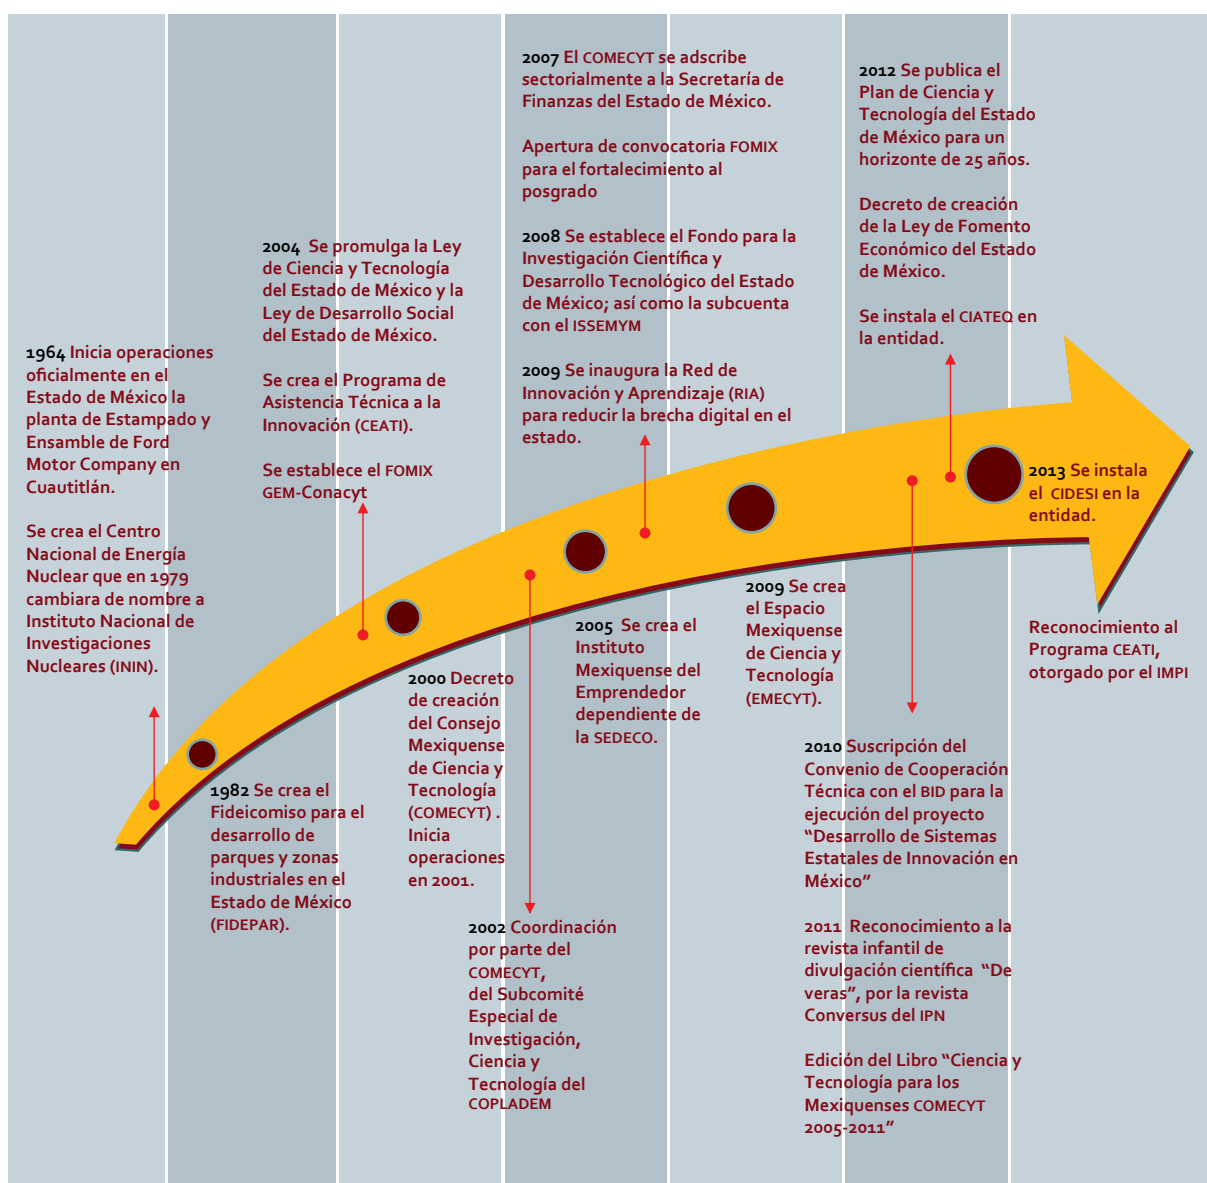 1964 Inicia operaciones
oficialmente en el
Estado de México la
planta de Estampado y
Ensamble de Ford
Motor Company en
Cuautitlán.
Se crea el Centro
Nacional de Energía
Nuclear que en 1979
cambiara de nombre a
Instituto Nacional de
Investigaciones
Nucleares (ININ).
1982 Se crea el
Fideicomiso para el
desarrollo de
parques y zonas
industriales en el
Estado de México
(FIDEPAR).
2004 Se promulga la Ley
de Ciencia y Tecnología
del Estado de México y la
Ley de Desarrollo Social
del Estado de México.
Se crea el Programa de
Asistencia Técnica a la
Innovación (CEATI).
Se establece el FOMIX
GEM-Conacyt
2000 Decreto
de creación
del Consejo
Mexiquense
de Ciencia y
Tecnología
(COMECYT) .
Inicia
operaciones
en 2001.
2002 Coordinación
por parte del
COMECYT,
del Subcomité
Especial de
Investigación,
Ciencia y
Tecnología del
COPLADEM
2007 El COMECYT se adscribe
sectorialmente a la Secretaría de
Finanzas del Estado de México.
Apertura de convocatoria FOMIX
para el fortalecimiento al
posgrado
2008 Se establece el Fondo para la
Investigación Científica y
Desarrollo Tecnológico del Estado
de México; así como la subcuenta
con el ISSEMYM
2009 Se inaugura la Red de
Innovación y Aprendizaje (RIA)
para reducir la brecha digital en el
estado.
2005 Se crea el
Instituto
Mexiquense del
Emprendedor
dependiente de
la SEDECO.
2009 Se crea
el Espacio
Mexiquense
de Ciencia y
Tecnología
(EMECYT).
2012 Se publica el
Plan de Ciencia y
Tecnología del Estado
de México para un
horizonte de 25 años.
Decreto de creación
de la Ley de Fomento
Económico del Estado
de México.
Se instala el CIATEQ en
la entidad.
2010 Suscripción del
Convenio de Cooperación
Técnica con el BID para la
ejecución del proyecto
“Desarrollo de Sistemas
Estatales de Innovación en
México”
2011 Reconocimiento a la
revista infantil de
divulgación científica “De
veras”, por la revista
Conversus del IPN
Edición del Libro “Ciencia y
Tecnología para los
Mexiquenses COMECYT
2005-2011”
2013 Se instala
el CIDESI en la
entidad.
Reconocimiento al
Programa CEATI,
otorgado por el IMPI